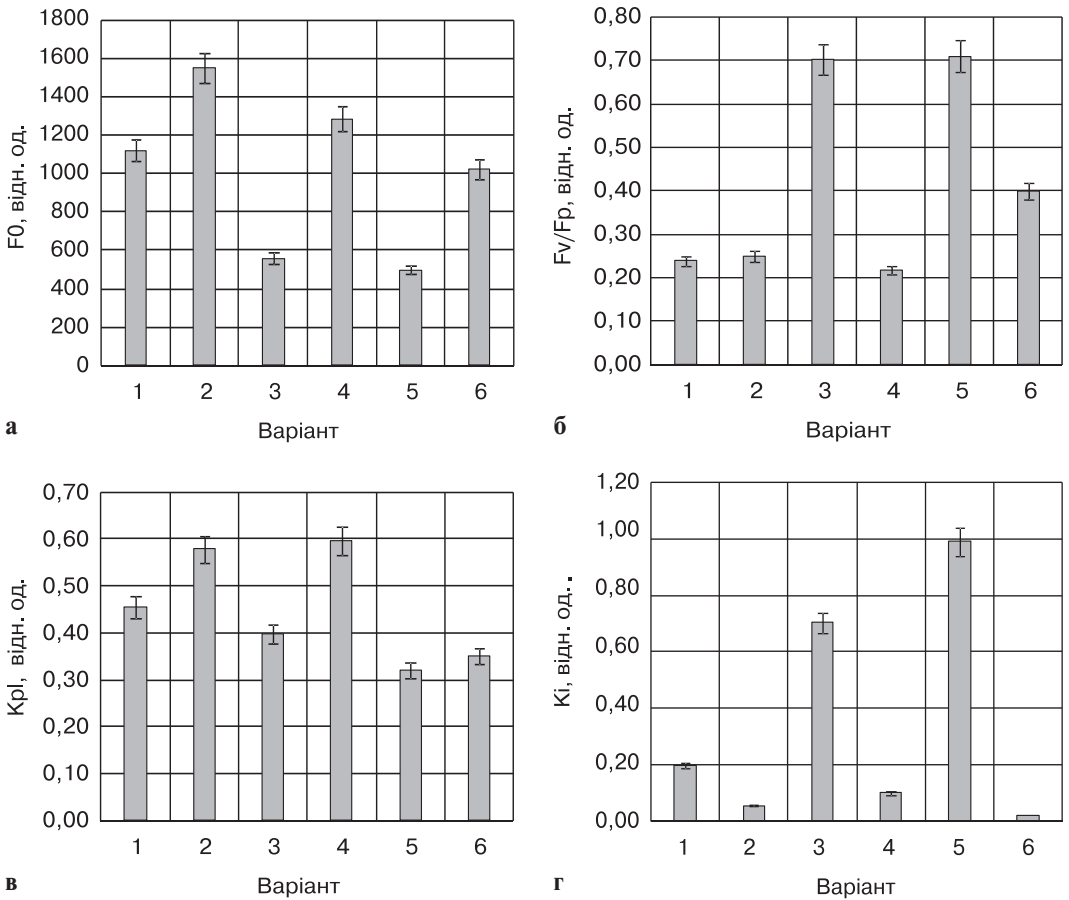 F0, відн. од.
1800
1600
1400
1200
1000
800
600
400
200
0
1 2 3 4 5 6
Варіант
а
Fv/Fp, відн. од.
0,80
0,70
0,60
0,50
0,40
0,30
0,20
0,10
0,00
1 2 3 4 5 6
Варіант
б
Kpl, відн. од.
0,70
0,60
0,50
0,40
0,30
0,20
0,10
0,00
1 2 3 4 5 6
Варіант
в
Ki, відн. од..
1,20
1,00
0,80
0,60
0,40
0,20
0,00
1 2 3 4 5 6
Варіант
г